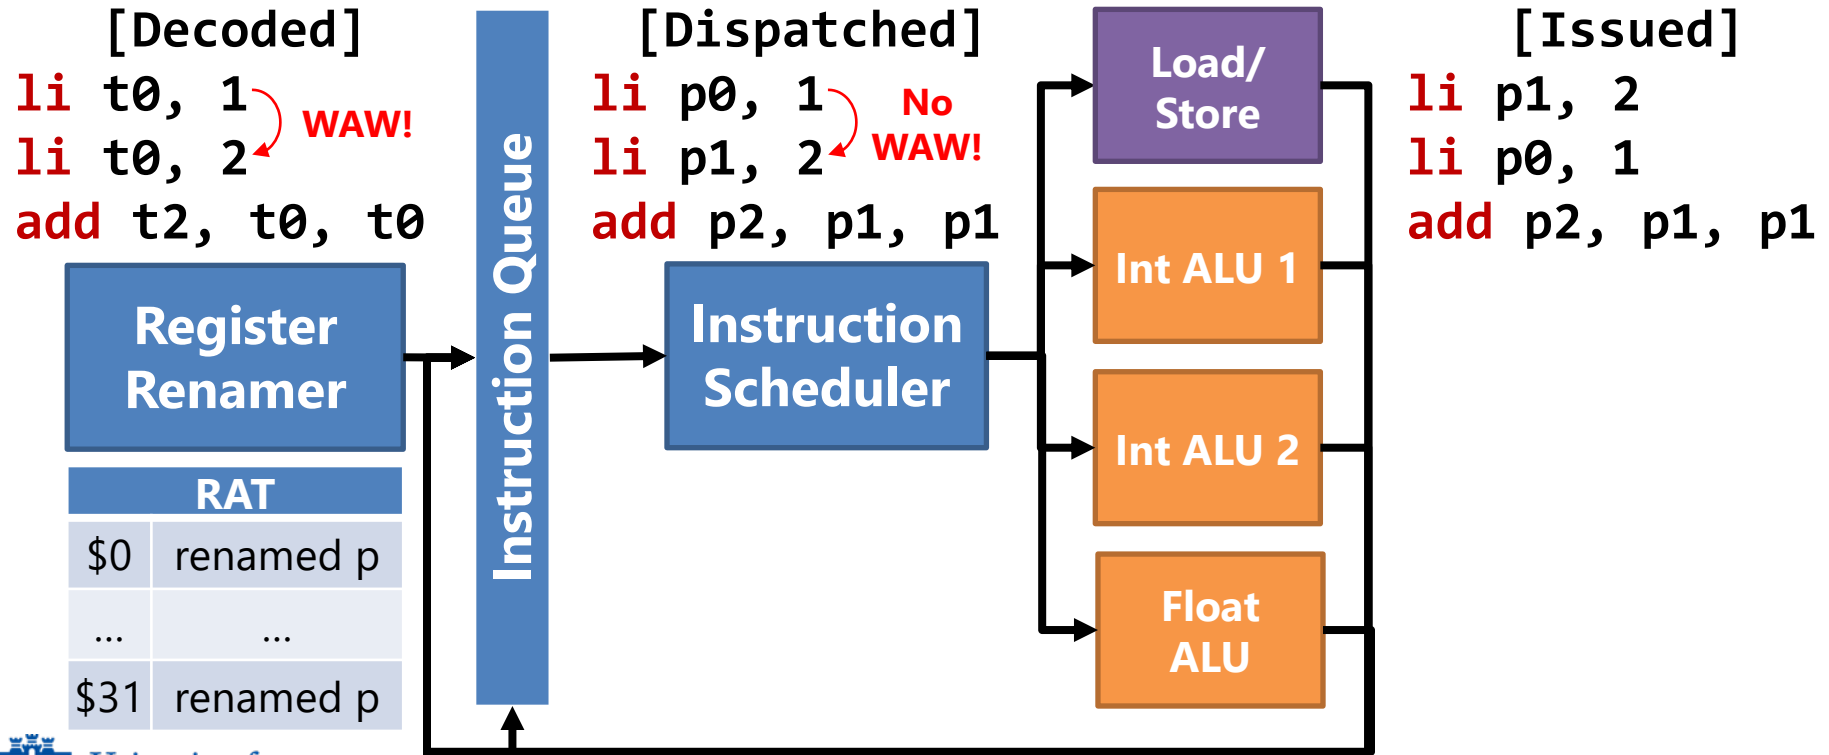 [Decoded]
li t0, 1
li t0, 2
add t2, t0, t0
WAW!
Register
Renamer
RAT
$0 renamed p
... ...
$31 renamed p
Instruction Queue
[Dispatched]
li p0, 1
li p1, 2
add p2, p1, p1
No
WAW!
Instruction
Scheduler
Load/
Store
Int ALU 1
Int ALU 2
Float
ALU
[Issued]
li p1, 2
li p0, 1
add p2, p1, p1